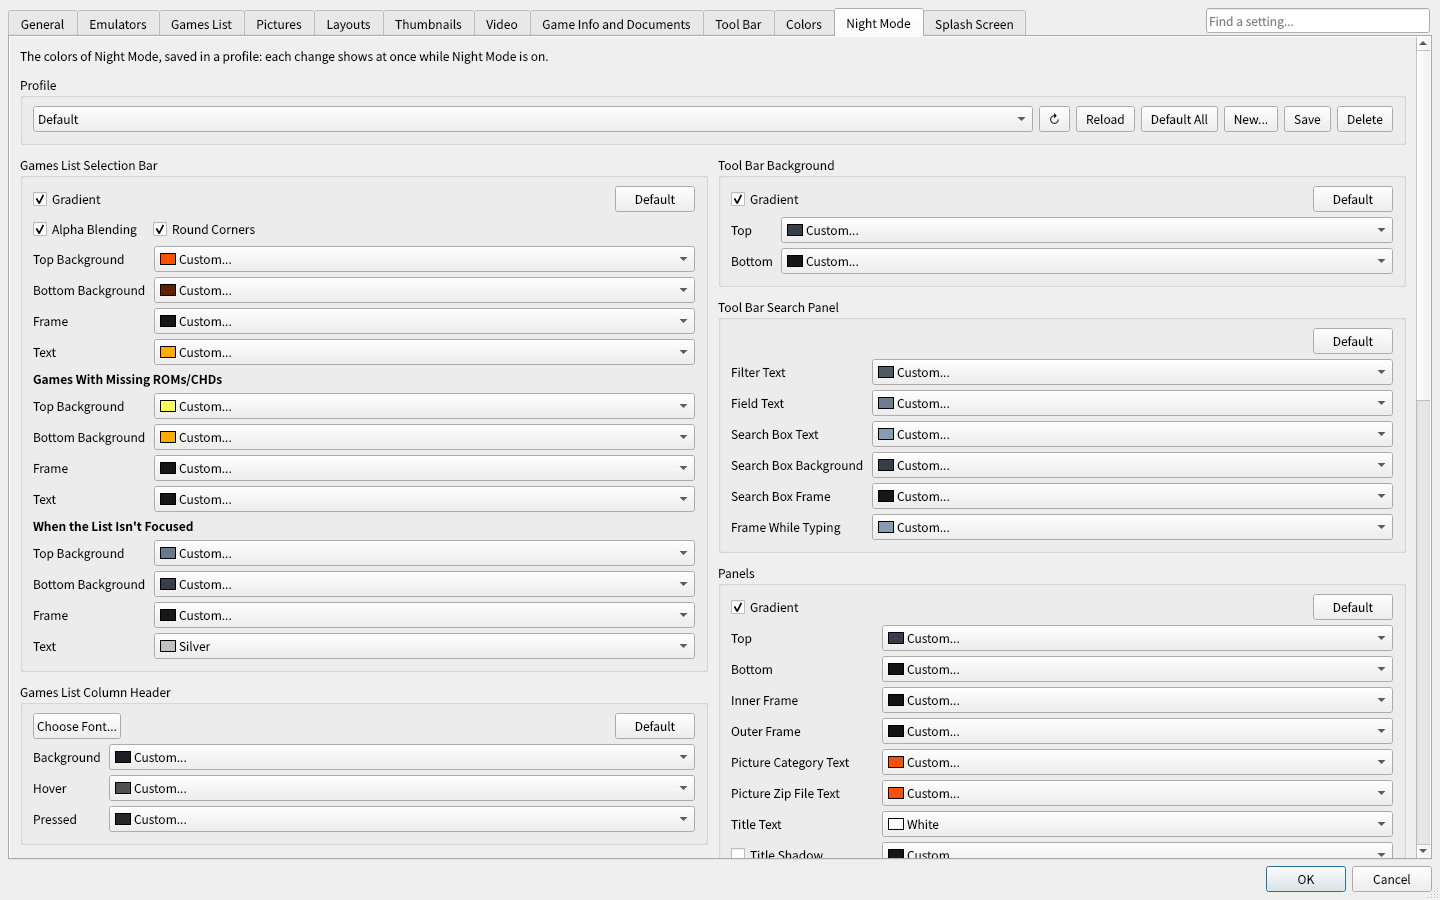 General
Emulators
Games List
Pictures
Layouts
Thumbnails
Video
Game Info and Documents
Tool Bar
Colors
Night Mode
Splash Screen
Find a setting...
The colors of Night Mode, saved in a profile: each change shows at once while Night Mode is on.
Profile
Default
Reload
Default All
New...
Save
Delete
Games List Selection Bar
Gradient
Default
Alpha Blending
Round Corners
Top Background
Custom...
Bottom Background
Custom...
Frame
Custom...
Text
Custom...
Games With Missing ROMs/CHDs
Top Background
Custom...
Bottom Background
Custom...
Frame
Custom...
Text
Custom...
When the List Isn't Focused
Top Background
Custom...
Bottom Background
Custom...
Frame
Custom...
Text
Silver
Games List Column Header
Choose Font...
Default
Background
Custom...
Hover
Custom...
Pressed
Custom...
Tool Bar Background
Gradient
Default
Top
Custom...
Bottom
Custom...
Tool Bar Search Panel
Default
Filter Text
Custom...
Field Text
Custom...
Search Box Text
Custom...
Search Box Background
Custom...
Search Box Frame
Custom...
Frame While Typing
Custom...
Panels
Gradient
Default
Top
Custom...
Bottom
Custom...
Inner Frame
Custom...
Outer Frame
Custom...
Picture Category Text
Custom...
Picture Zip File Text
Custom...
Title Text
White
Title Shadow
Custom...
OK
Cancel